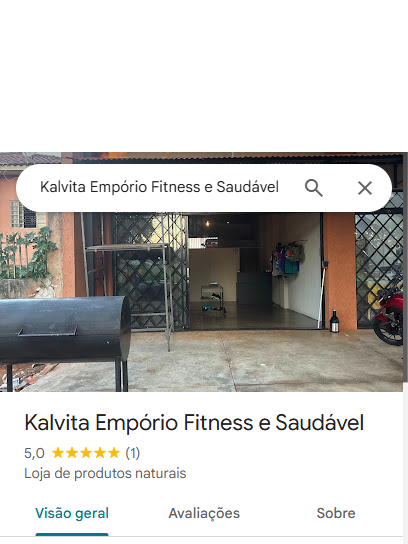 Kalvita Empório Fitness e Saudável
Kalvita Empório Fitness e Saudável
5,0 ★★★★★ (1)
Loja de produtos naturais
Visão geral Avaliações Sobre